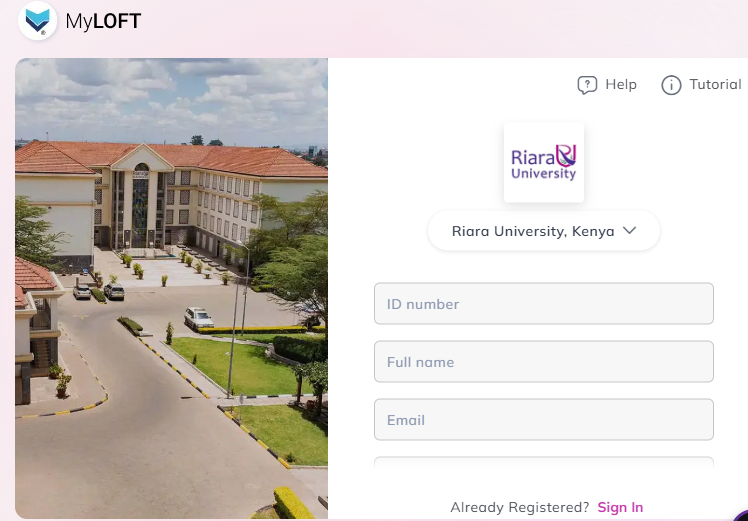 MyLOFT
Help
Tutorial
Riara
University
Riara University, Kenya
ID number
Full name
Email
Already Registered? Sign In